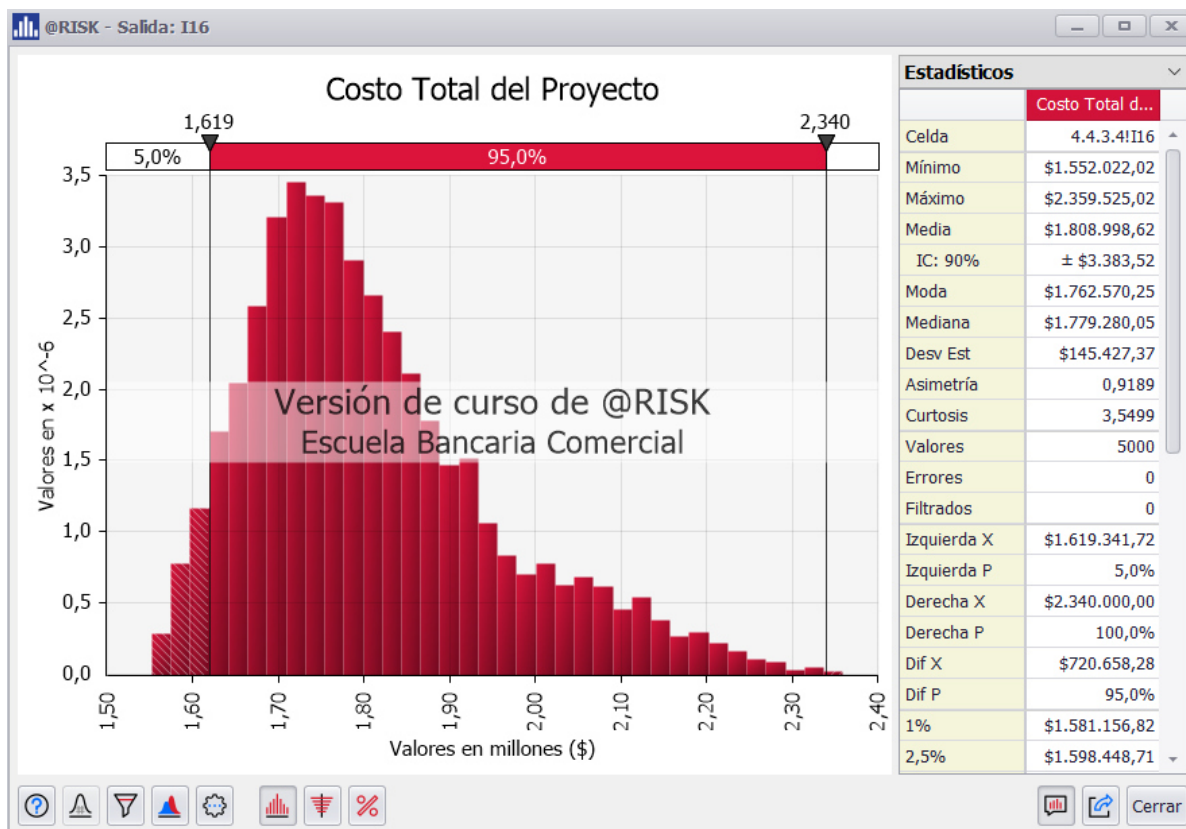 @RISK - Salida: I16
Costo Total del Proyecto
1,619
2,340
5,0%
95,0%
3,5
3,0
2,5
2,0
1,5
1,0
0,5
0,0
Valores en x 10^-6
Versión de curso de @RISK
Escuela Bancaria Comercial
1,50
1,60
1,70
1,80
1,90
2,00
2,10
2,20
2,30
2,40
Valores en millones ($)
Estadísticos
Costo Total d...
Celda 4.4.3.4!I16
Mínimo $1.552.022,02
Máximo $2.359.525,02
Media $1.808.998,62
IC: 90% ± $3.383,52
Moda $1.762.570,25
Mediana $1.779.280,05
Desv Est $145.427,37
Asimetría 0,9189
Curtosis 3,5499
Valores 5000
Errores 0
Filtrados 0
Izquierda X $1.619.341,72
Izquierda P 5,0%
Derecha X $2.340.000,00
Derecha P 100,0%
Dif X $720.658,28
Dif P 95,0%
1% $1.581.156,82
2,5% $1.598.448,71
Cerrar